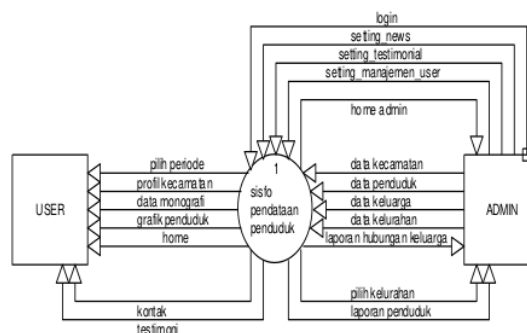 login
setting_news
setting_testimonial
setting_manajemen_user
home admin
1
sisfo
pendataan
penduduk
USER
pilih periode
profil kecamatan
data monografi
grafik penduduk
home
data kecamatan
data penduduk
data keluarga
data kelurahan
laporan hubungan keluarga
ADMIN
kontak
testimoni
pilih kelurahan
laporan penduduk